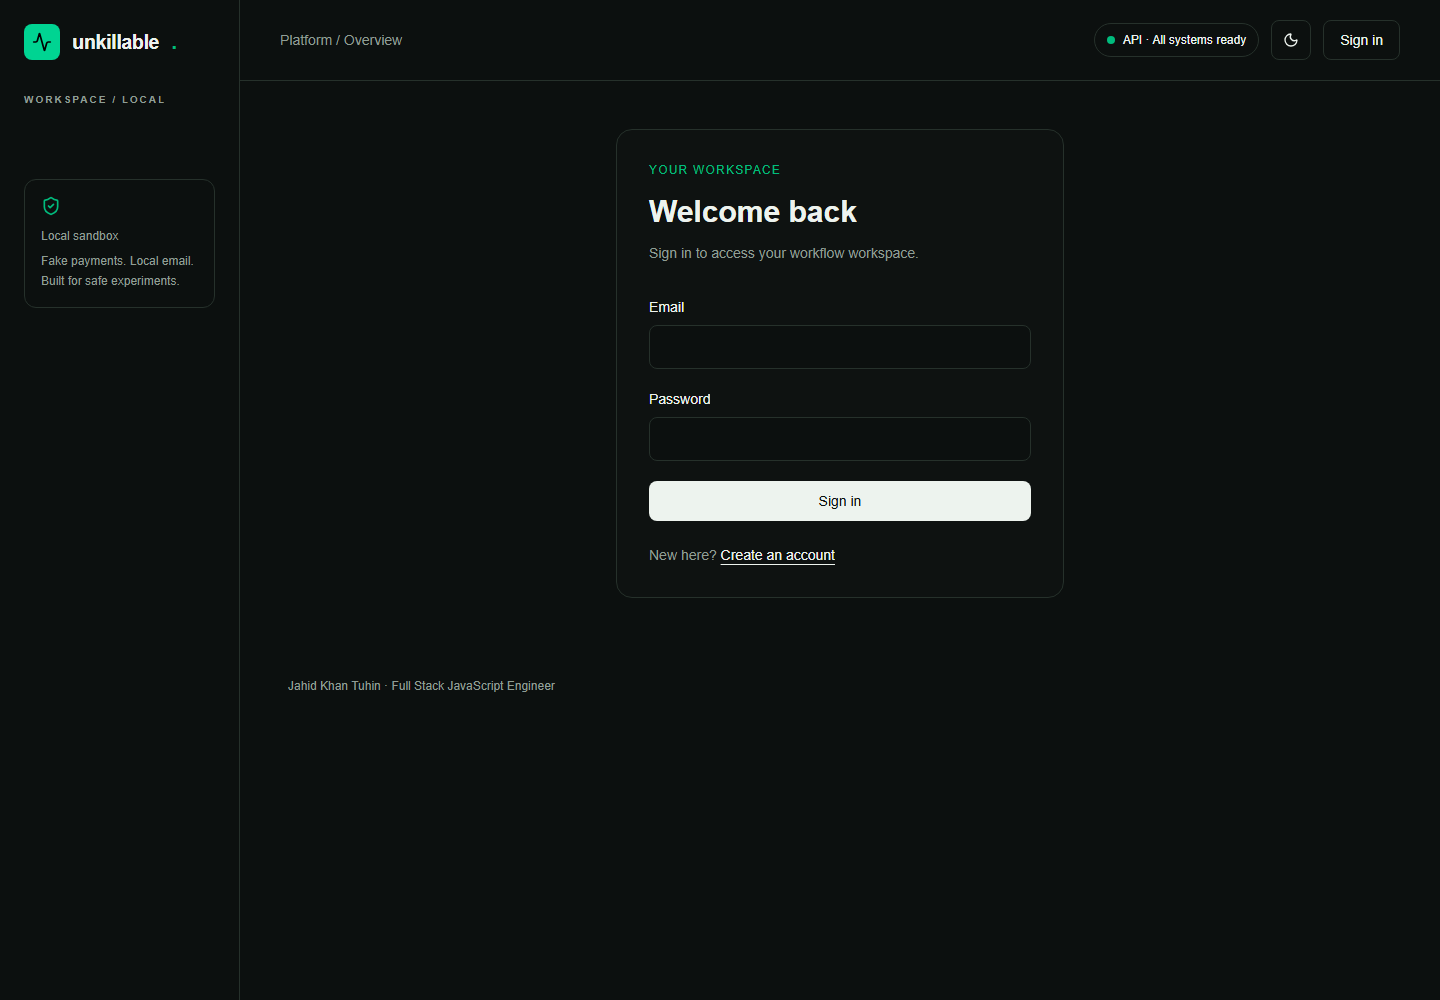 unkillable .
WORKSPACE / LOCAL
Local sandbox
Fake payments. Local email.
Built for safe experiments.
Platform / Overview
API · All systems ready
Sign in
YOUR WORKSPACE
Welcome back
Sign in to access your workflow workspace.
Email
Password
Sign in
New here? Create an account
Jahid Khan Tuhin · Full Stack JavaScript Engineer